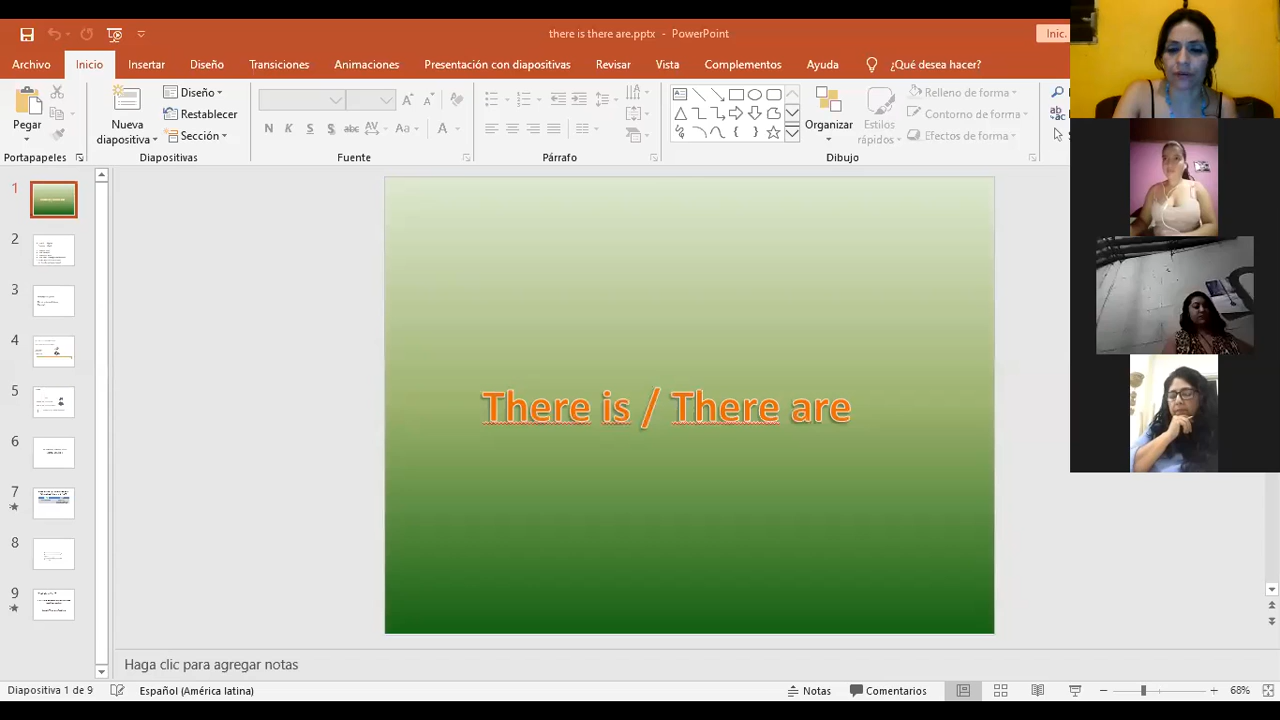 there is there are.pptx - PowerPoint
Inic.
Archivo Inicio Insertar Diseño Transiciones Animaciones Presentación con diapositivas Revisar Vista Complementos Ayuda ¿Qué desea hacer?
Pegar
Portapapeles
Nueva diapositiva
Diseño
Restablecer
Sección
Diapositivas
N K S S abc AV Aa A
Fuente
Párrafo
Organizar
Estilos rápidos
Relleno de forma
Contorno de forma
Efectos de forma
Dibujo
1
2
3
4
5
6
7
8
9
There is / There are
Haga clic para agregar notas
Diapositiva 1 de 9 Español (América latina) Notas Comentarios 68%